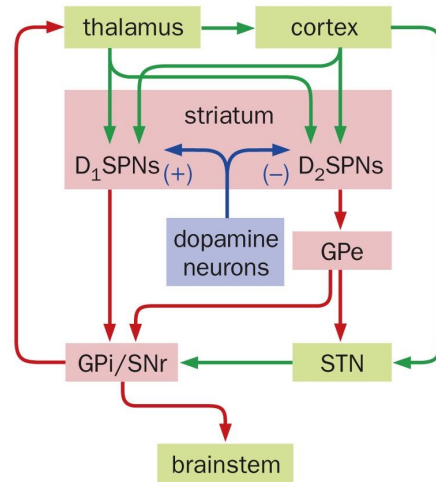 thalamus
cortex
striatum
D₁SPNs
(+)
(−)
D₂SPNs
dopamine
neurons
GPe
GPi/SNr
STN
brainstem